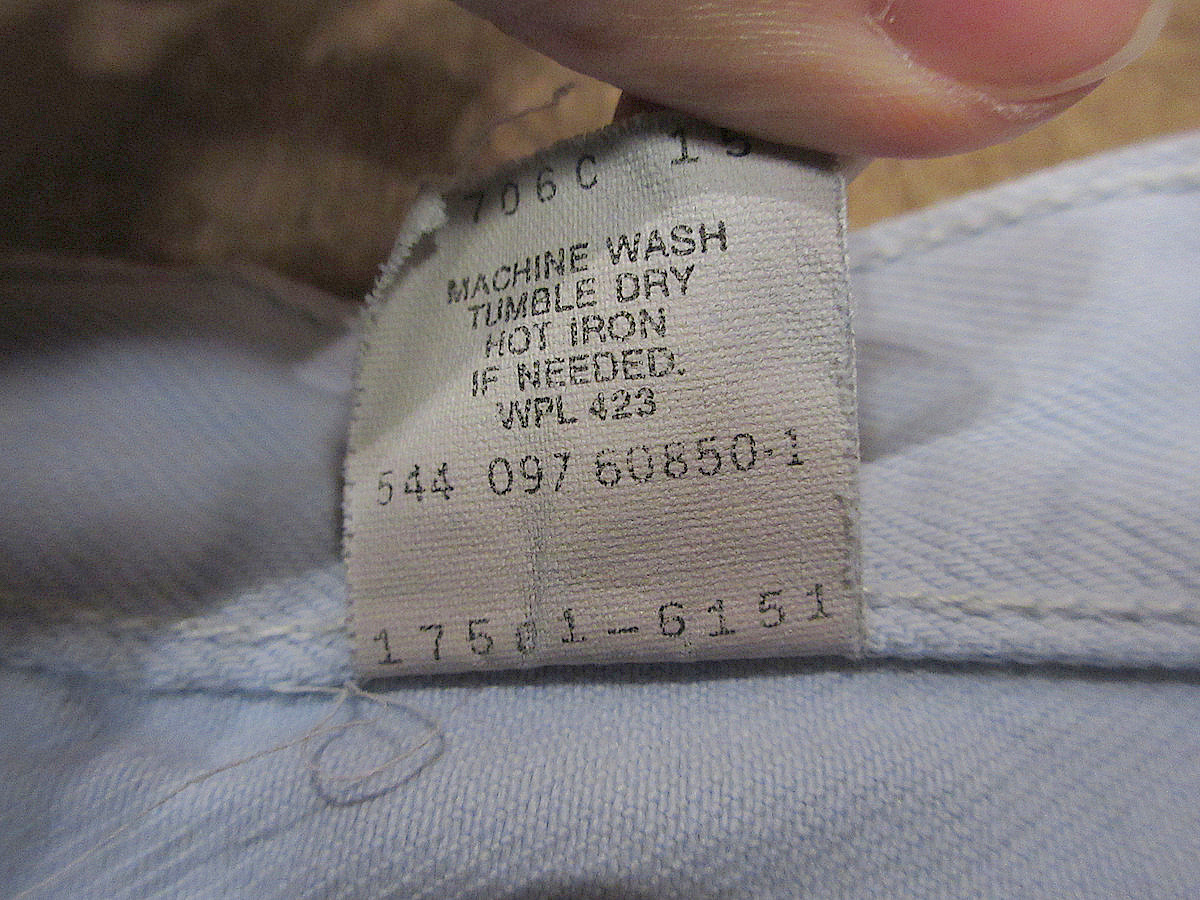 706C 15
MACHINE WASH
TUMBLE DRY
HOT IRON
IF NEEDED.
WPL 423
544 097 60850-1
17501-6151